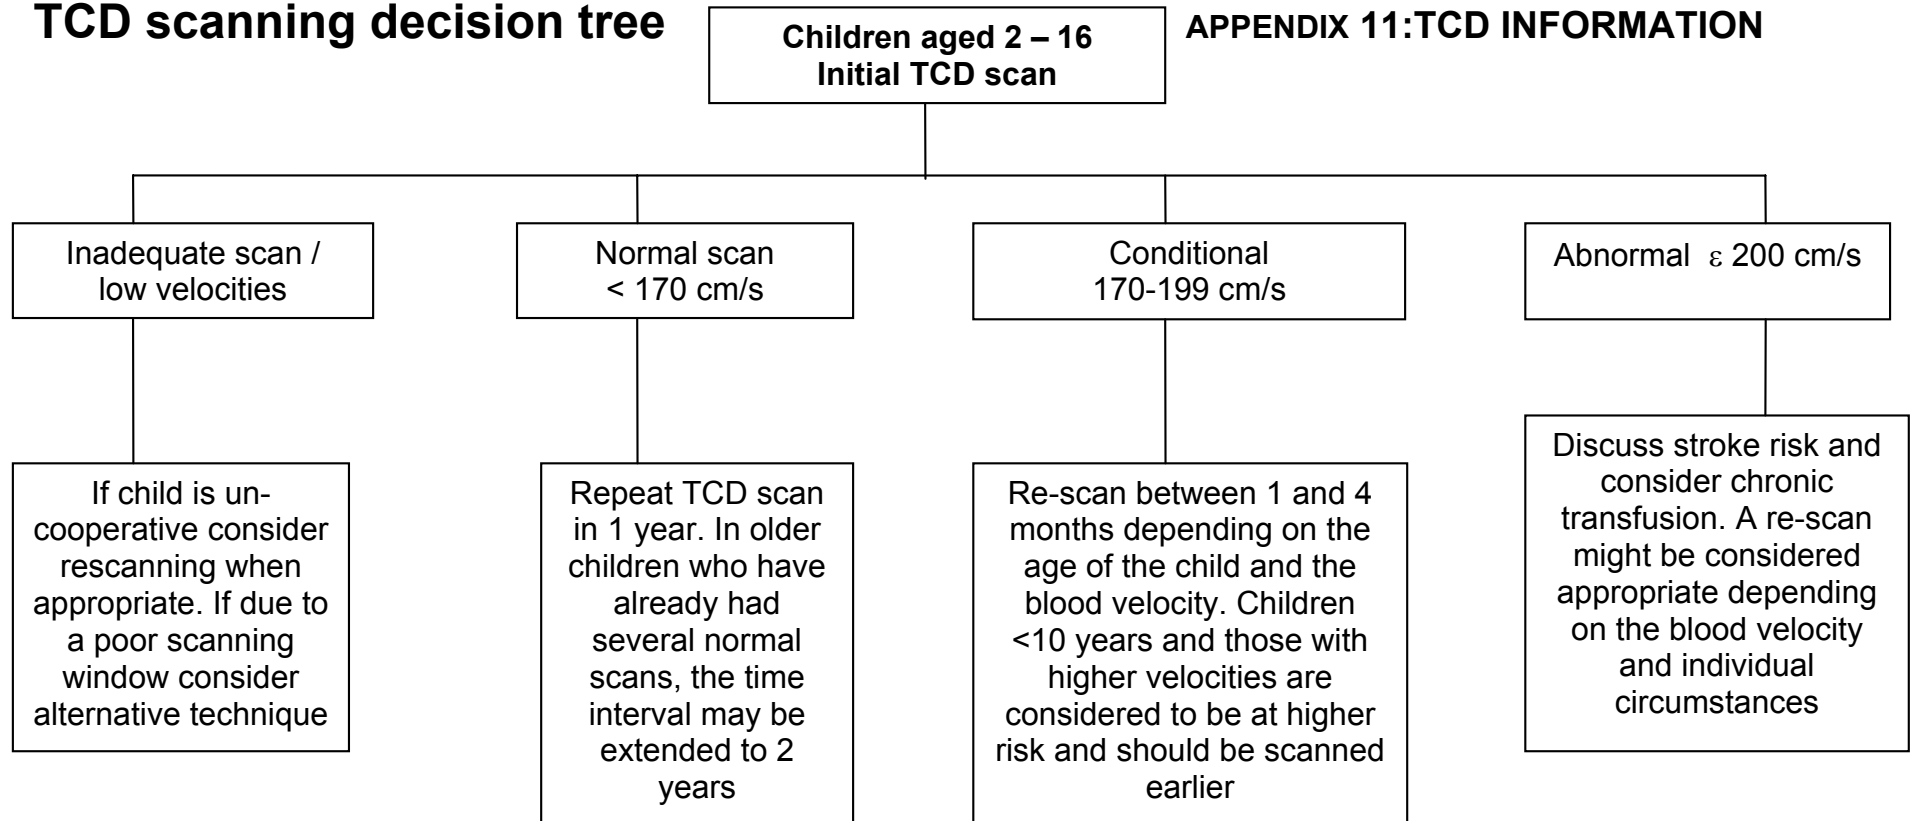 TCD scanning decision tree
APPENDIX 11:TCD INFORMATION
Children aged 2 – 16
Initial TCD scan
Inadequate scan /
low velocities
Normal scan
< 170 cm/s
Conditional
170-199 cm/s
Abnormal ε 200 cm/s
If child is un-
cooperative consider
rescanning when
appropriate. If due to
a poor scanning
window consider
alternative technique
Repeat TCD scan
in 1 year. In older
children who have
already had
several normal
scans, the time
interval may be
extended to 2
years
Re-scan between 1 and 4
months depending on the
age of the child and the
blood velocity. Children
<10 years and those with
higher velocities are
considered to be at higher
risk and should be scanned
earlier
Discuss stroke risk and
consider chronic
transfusion. A re-scan
might be considered
appropriate depending
on the blood velocity
and individual
circumstances